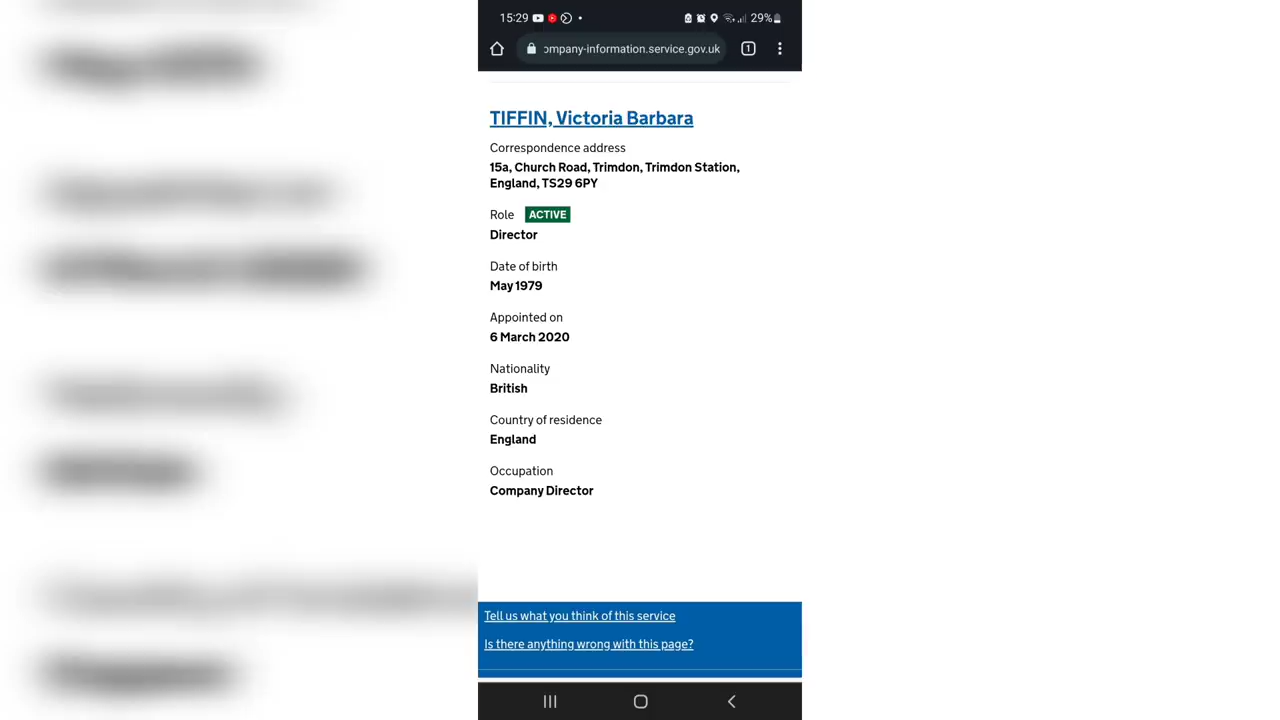 15:29
29%
ompany-information.service.gov.uk
1
TIFFIN, Victoria Barbara
Correspondence address
15a, Church Road, Trimdon, Trimdon Station,
England, TS29 6PY
Role ACTIVE
Director
Date of birth
May 1979
Appointed on
6 March 2020
Nationality
British
Country of residence
England
Occupation
Company Director
Tell us what you think of this service
Is there anything wrong with this page?